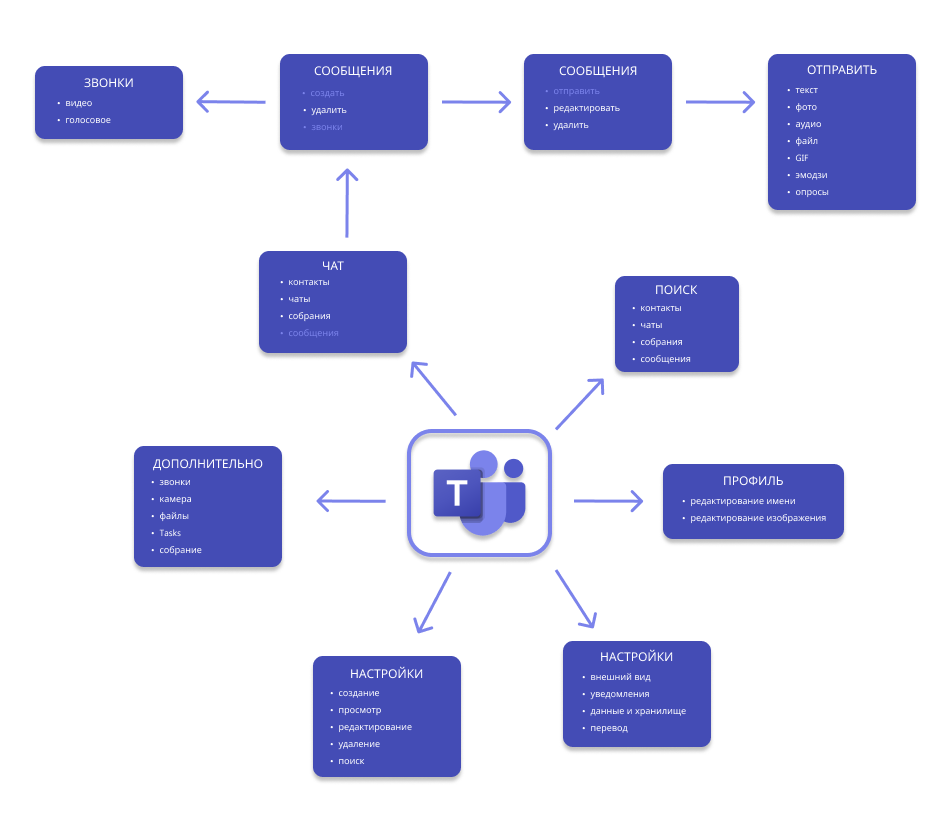 ЗВОНКИ
• видео
• голосовое
СООБЩЕНИЯ
• создать
• удалить
• звонки
СООБЩЕНИЯ
• отправить
• редактировать
• удалить
ОТПРАВИТЬ
• текст
• фото
• аудио
• файл
• GIF
• эмодзи
• опросы
ЧАТ
• контакты
• чаты
• собрания
• сообщения
ПОИСК
• контакты
• чаты
• собрания
• сообщения
ДОПОЛНИТЕЛЬНО
• звонки
• камера
• файлы
• Tasks
• собрание
T
ПРОФИЛЬ
• редактирование имени
• редактирование изображения
НАСТРОЙКИ
• создание
• просмотр
• редактирование
• удаление
• поиск
НАСТРОЙКИ
• внешний вид
• уведомления
• данные и хранилище
• перевод